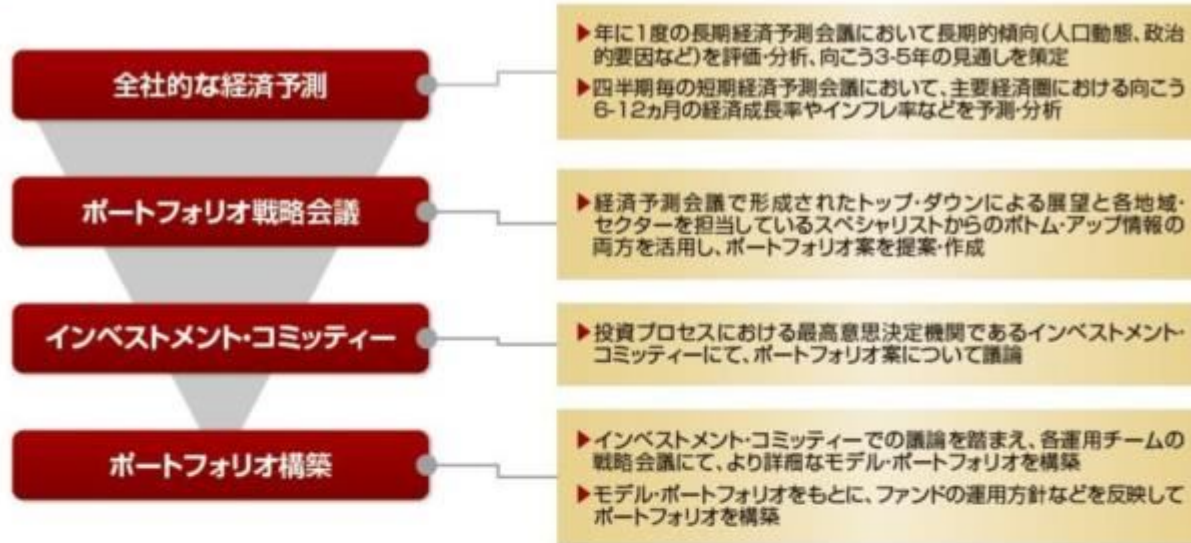 全社的な経済予測
▶年に1度の長期経済予測会議において長期的傾向(人口動態、政治
的要因など)を評価・分析、向こう3-5年の見通しを策定
▶四半期毎の短期経済予測会議において、主要経済圏における向こう
6-12ヵ月の経済成長率やインフレ率などを予測・分析
ポートフォリオ戦略会議
▶経済予測会議で形成されたトップ・ダウンによる展望と各地域・
セクターを担当しているスペシャリストからのボトム・アップ情報の
両方を活用し、ポートフォリオ案を提案・作成
インベストメント・コミッティー
▶投資プロセスにおける最高意思決定機関であるインベストメント・
コミッティーにて、ポートフォリオ案について議論
ポートフォリオ構築
▶インベストメント・コミッティーでの議論を踏まえ、各運用チームの
戦略会議にて、より詳細なモデル・ポートフォリオを構築
▶モデル・ポートフォリオをもとに、ファンドの運用方針などを反映して
ポートフォリオを構築